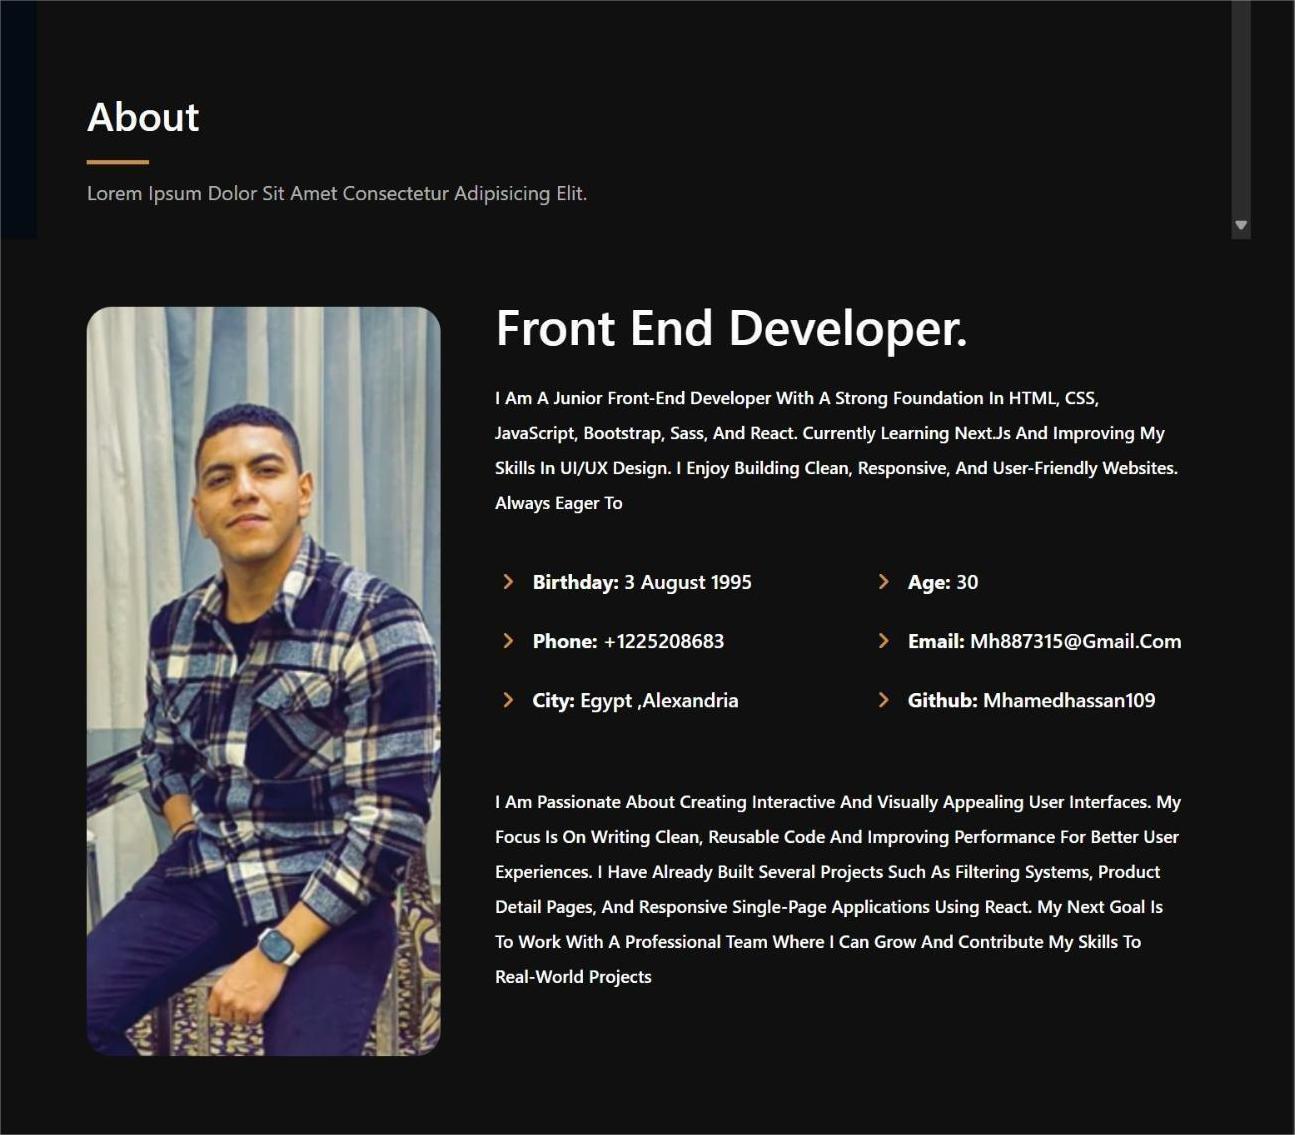 About
Lorem Ipsum Dolor Sit Amet Consectetur Adipisicing Elit.
Front End Developer.
I Am A Junior Front-End Developer With A Strong Foundation In HTML, CSS,
JavaScript, Bootstrap, Sass, And React. Currently Learning Next.Js And Improving My
Skills In UI/UX Design. I Enjoy Building Clean, Responsive, And User-Friendly Websites.
Always Eager To
Birthday: 3 August 1995
Age: 30
Phone: +1225208683
Email: Mh887315@Gmail.Com
City: Egypt ,Alexandria
Github: Mhamedhassan109
I Am Passionate About Creating Interactive And Visually Appealing User Interfaces. My
Focus Is On Writing Clean, Reusable Code And Improving Performance For Better User
Experiences. I Have Already Built Several Projects Such As Filtering Systems, Product
Detail Pages, And Responsive Single-Page Applications Using React. My Next Goal Is
To Work With A Professional Team Where I Can Grow And Contribute My Skills To
Real-World Projects